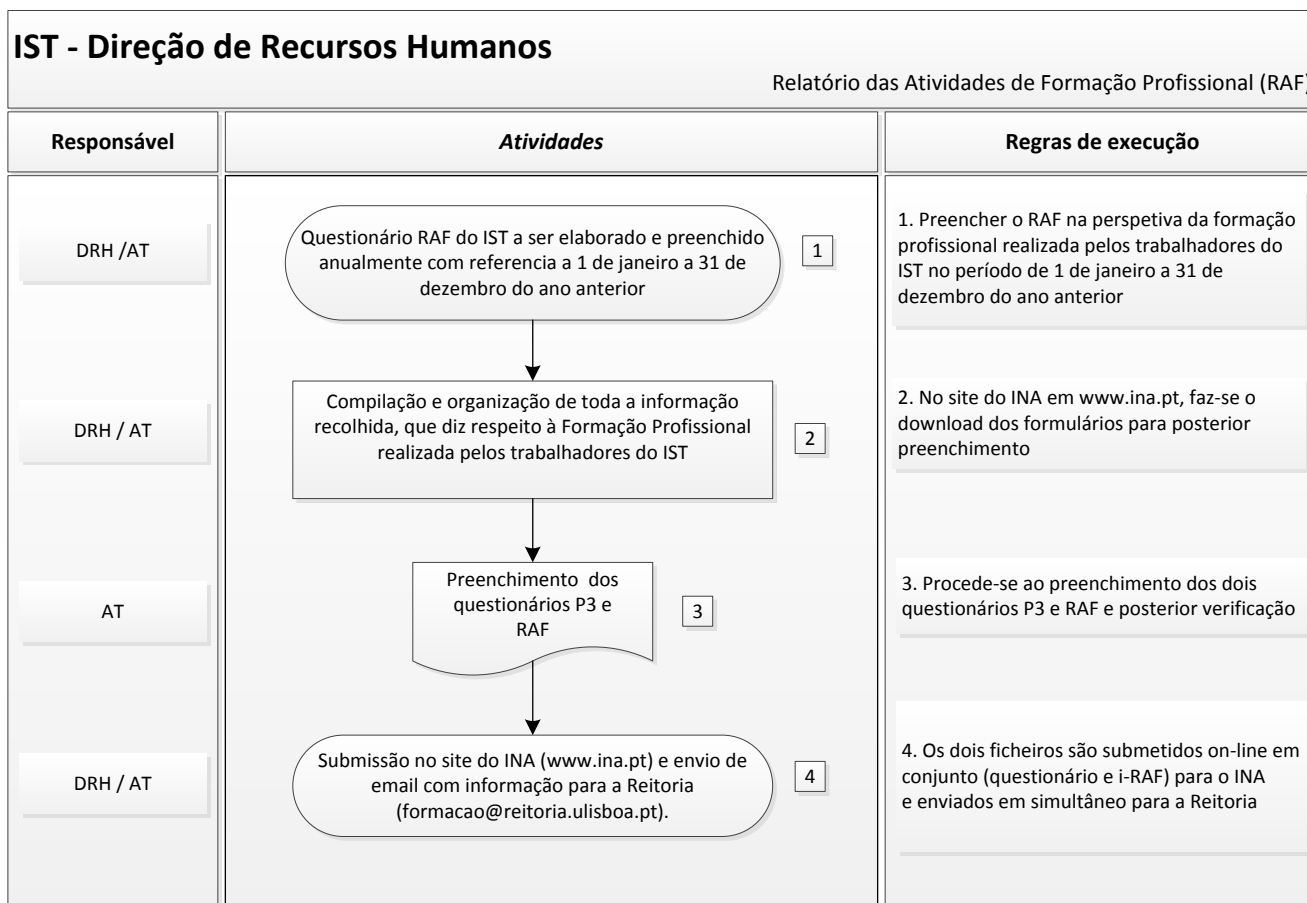 IST - Direção de Recursos Humanos
Relatório das Atividades de Formação Profissional (RAF)
Responsável
Atividades
Regras de execução
DRH /AT
Questionário RAF do IST a ser elaborado e preenchido
anualmente com referencia a 1 de janeiro a 31 de
dezembro do ano anterior
1
1. Preencher o RAF na perspetiva da formação
profissional realizada pelos trabalhadores do
IST no período de 1 de janeiro a 31 de
dezembro do ano anterior
DRH / AT
Compilação e organização de toda a informação
recolhida, que diz respeito à Formação Profissional
realizada pelos trabalhadores do IST
2
2. No site do INA em www.ina.pt, faz-se o
download dos formulários para posterior
preenchimento
AT
Preenchimento dos
questionários P3 e
RAF
3
3. Procede-se ao preenchimento dos dois
questionários P3 e RAF e posterior verificação
DRH / AT
Submissão no site do INA (www.ina.pt) e envio de
email com informação para a Reitoria
(formacao@reitoria.ulisboa.pt).
4
4. Os dois ficheiros são submetidos on-line em
conjunto (questionário e i-RAF) para o INA
e enviados em simultâneo para a Reitoria